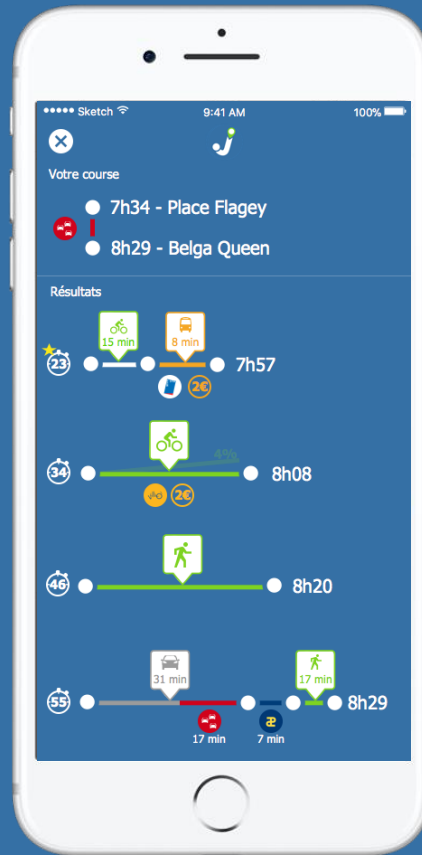 Sketch 9:41 AM 100%
Votre course
7h34 - Place Flagey
8h29 - Belga Queen
Résultats
15 min 8 min
23 7h57
2€
4%
34 8h08
2€
46 8h20
31 min 17 min
55 8h29
17 min 7 min